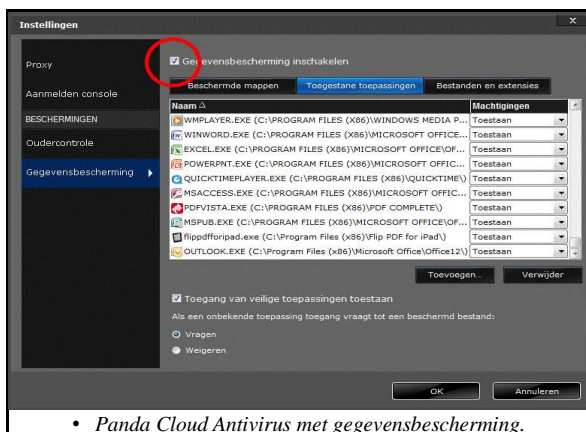 Instellingen
x
Proxy
Aanmelden console
BESCHERMINGEN
Oudercontrole
Gegevensbescherming
Gegevensbescherming inschakelen
Beschermde mappen Toegestane toepassingen Bestanden en extensies
Naam Machtigingen
WMPLAYER.EXE (C:\PROGRAM FILES (X86)\WINDOWS MEDIA P... Toestaan
WINWORD.EXE (C:\PROGRAM FILES (X86)\MICROSOFT OFFICE... Toestaan
EXCEL.EXE (C:\PROGRAM FILES (X86)\MICROSOFT OFFICE\OF... Toestaan
POWERPNT.EXE (C:\PROGRAM FILES (X86)\MICROSOFT OFFIC... Toestaan
QUICKTIMEPLAYER.EXE (C:\PROGRAM FILES (X86)\QUICKTIME\) Toestaan
MSACCESS.EXE (C:\PROGRAM FILES (X86)\MICROSOFT OFFIC... Toestaan
PDFVISTA.EXE (C:\PROGRAM FILES (X86)\PDF COMPLETE\) Toestaan
MSPUB.EXE (C:\PROGRAM FILES (X86)\MICROSOFT OFFICE\OF... Toestaan
flippdfforipad.exe (C:\Program Files (x86)\Flip PDF for iPad\) Toestaan
OUTLOOK.EXE (C:\Program Files (x86)\Microsoft Office\Office12\) Toestaan
Toevoegen... Verwijder
Toegang van veilige toepassingen toestaan
Als een onbekende toepassing toegang vraagt tot een beschermd bestand:
Vragen
Weigeren
OK Annuleren
• Panda Cloud Antivirus met gegevensbescherming.